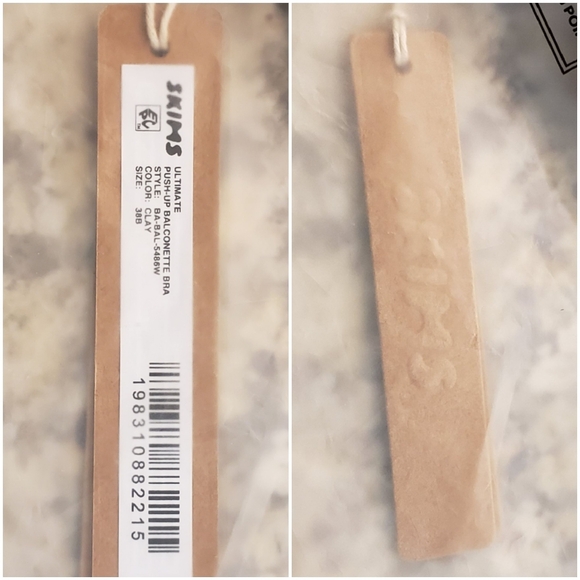 SKIMS
ULTIMATE
PUSH-UP BALCONETTE BRA
STYLE: BA-BAL-5486W
COLOR: CLAY
SIZE: 38B
198310882215
SKIMS